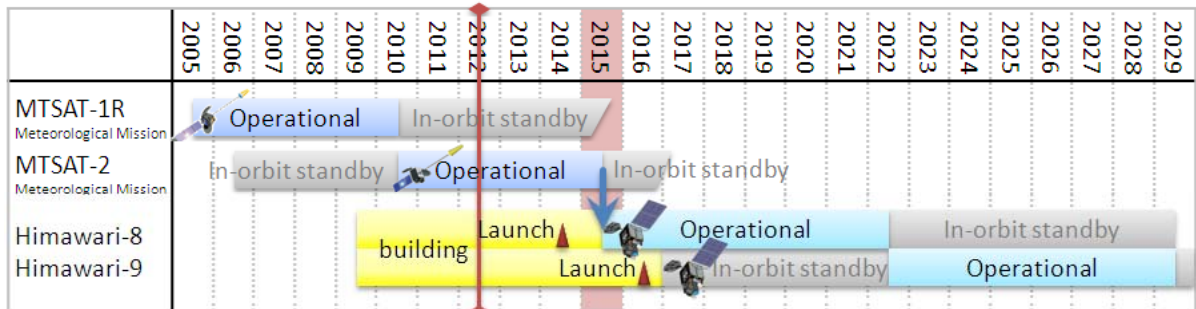 2005 2006 2007 2008 2009 2010 2011 2012 2013 2014 2015 2016 2017 2018 2019 2020 2021 2022 2023 2024 2025 2026 2027 2028 2029
MTSAT-1R Operational In-orbit standby
Meteorological Mission
MTSAT-2 In-orbit standby Operational In-orbit standby
Meteorological Mission
Himawari-8 Launch Operational In-orbit standby
building
Himawari-9 Launch In-orbit standby Operational